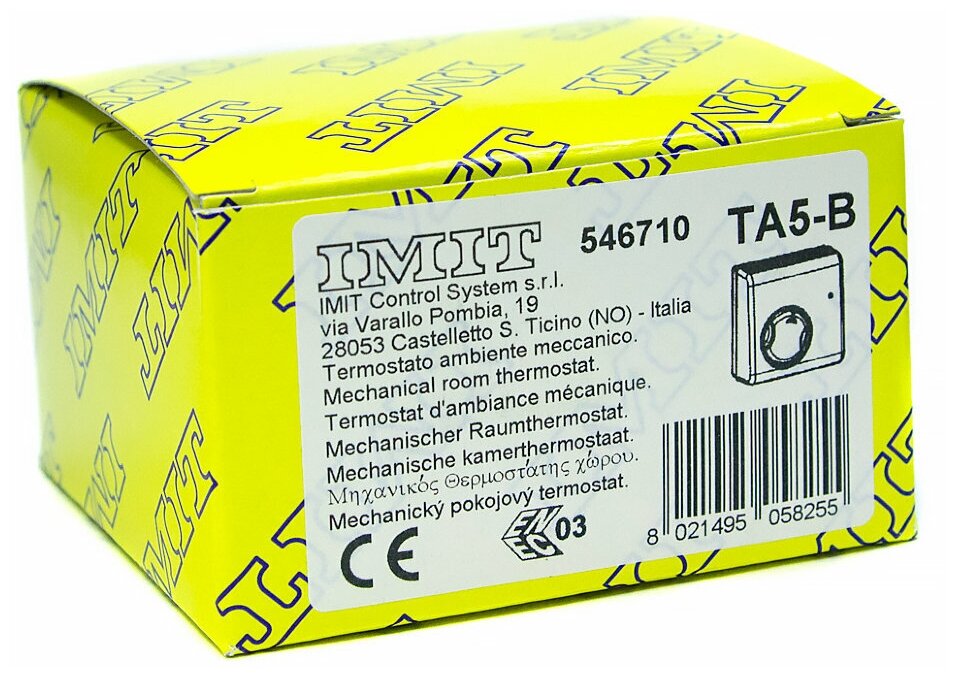 IMIT 546710 TA5-B
IMIT Control System s.r.l.
via Varallo Pombia, 19
28053 Castelletto S. Ticino (NO) - Italia
Termostato ambiente meccanico.
Mechanical room thermostat.
Termostat d'ambiance mécanique.
Mechanischer Raumthermostat.
Mechanische kamerthermostaat.
Μηχανικός Θερμοστάτης χώρου.
Mechanický pokojový termostat.
CE ENEC 03
8 021495 058255